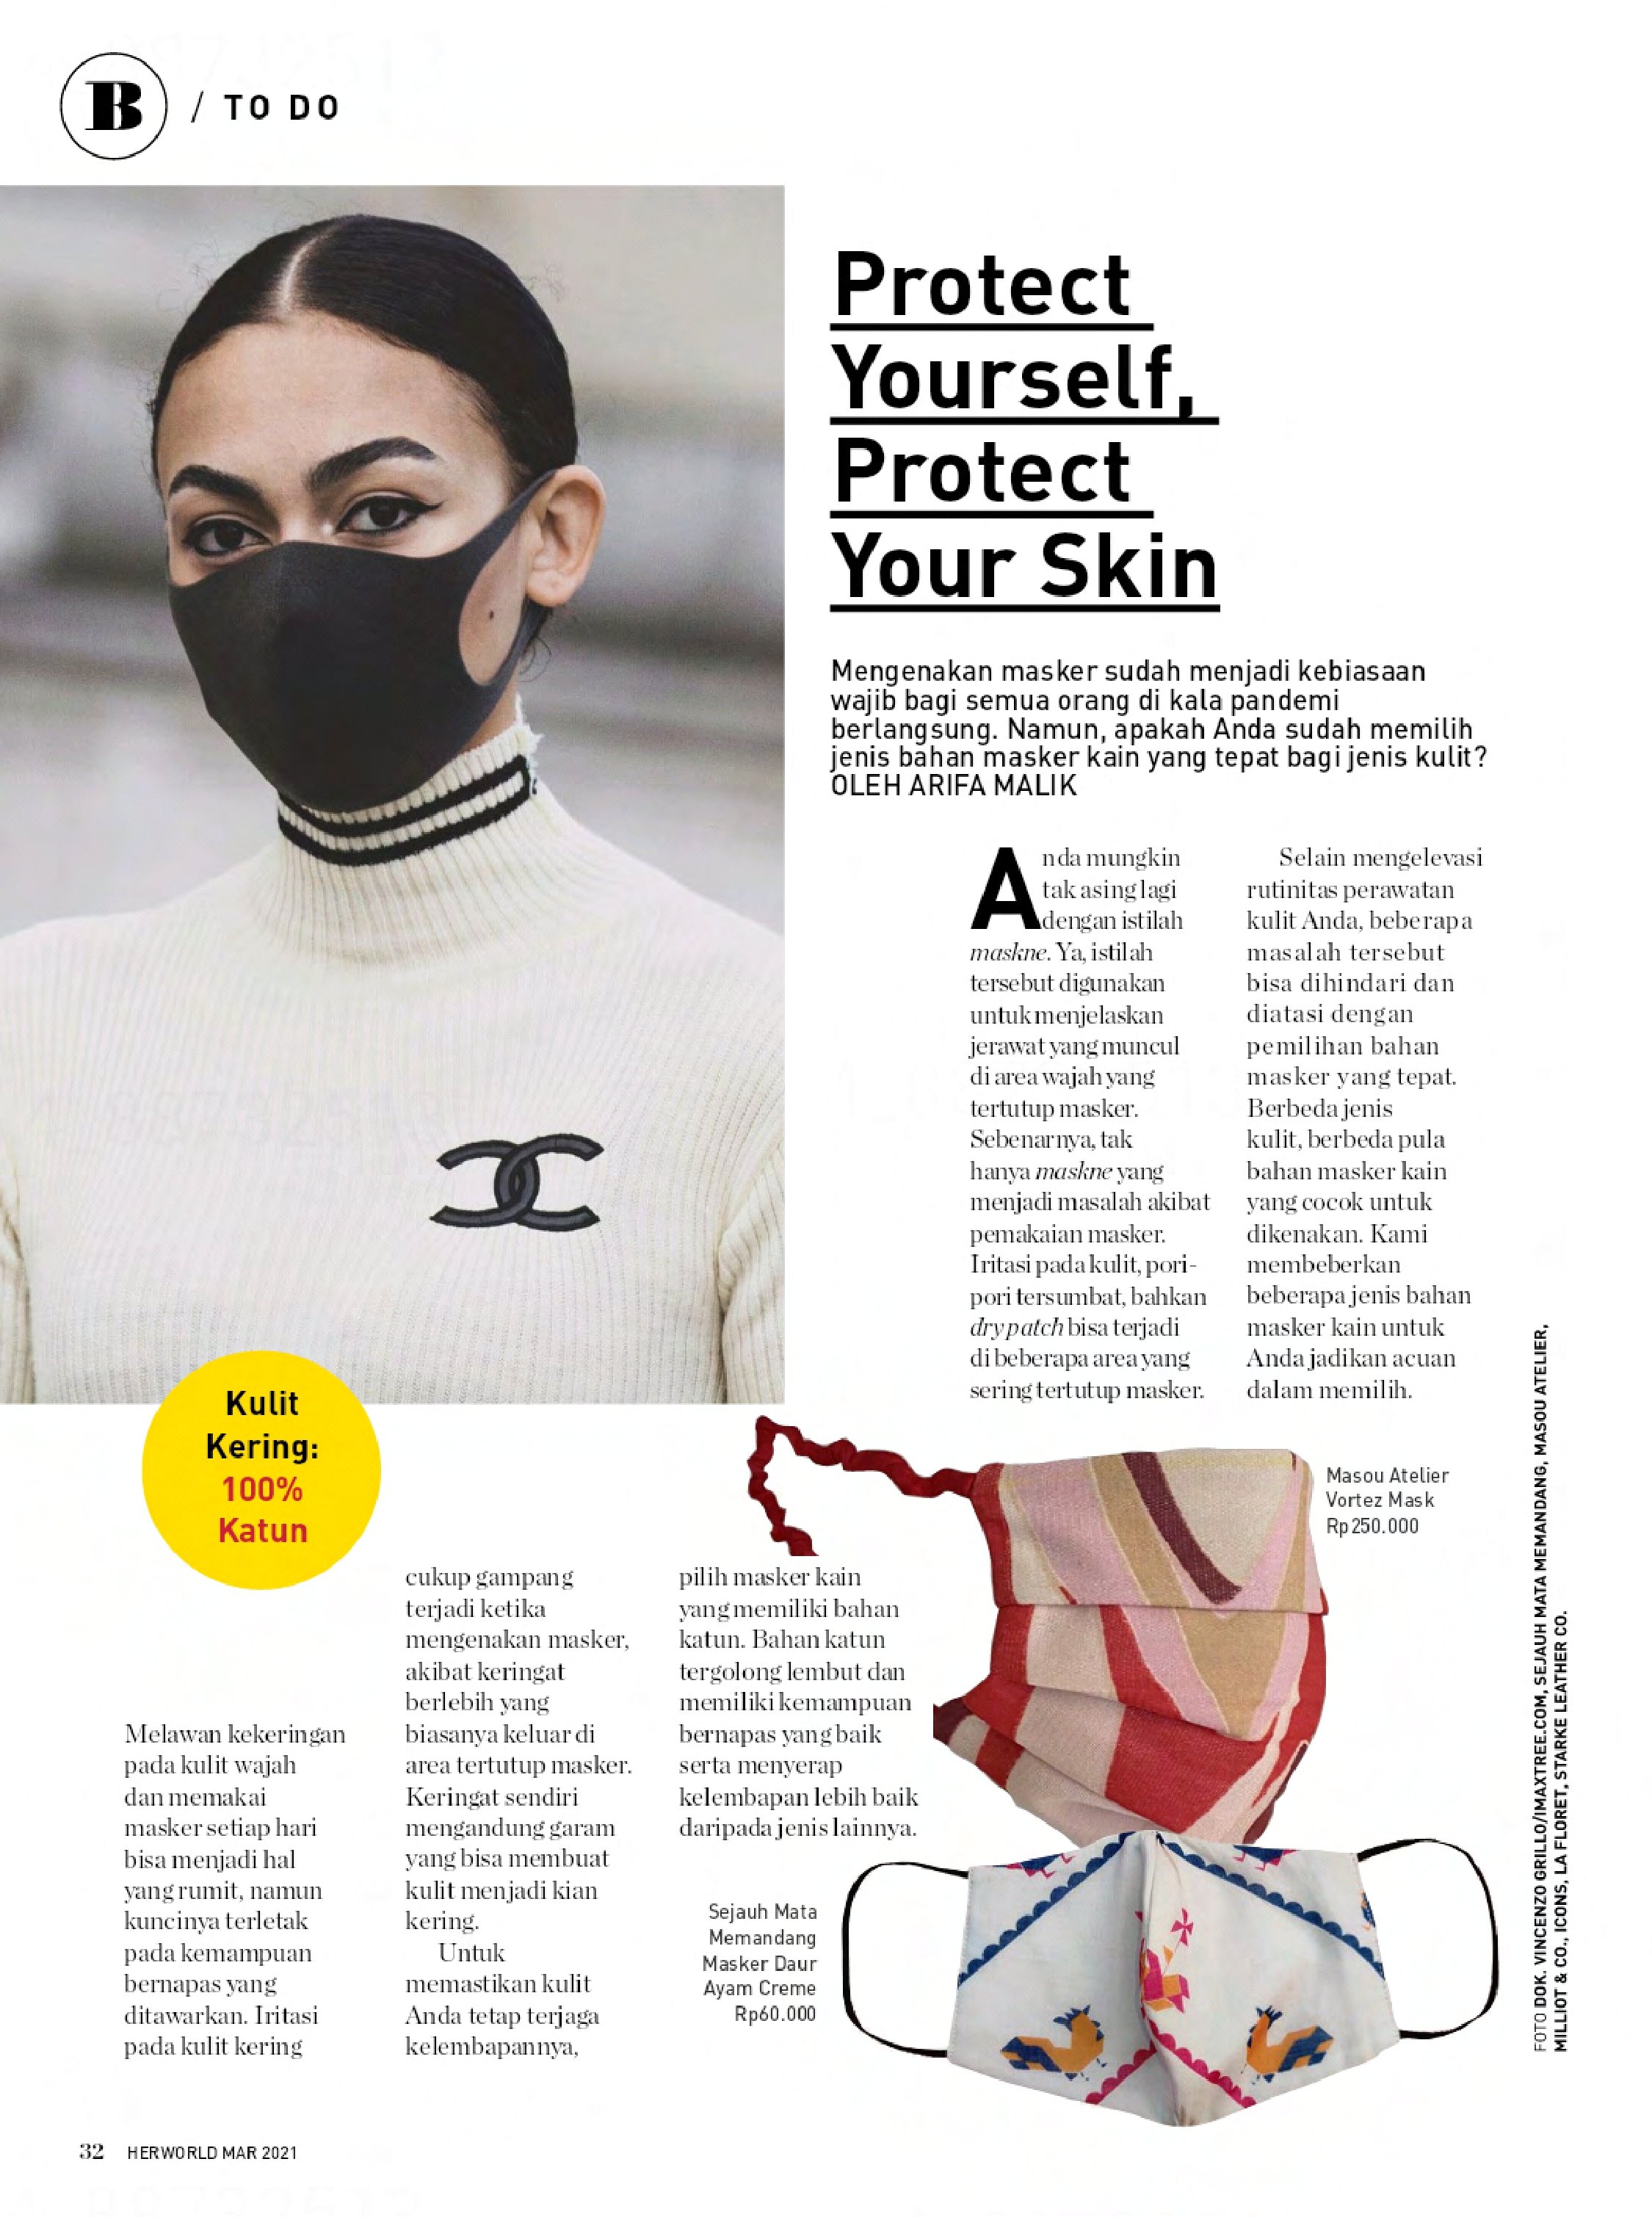 B / TO DO
Protect
Yourself,
Protect
Your Skin
Mengenakan masker sudah menjadi kebiasaan
wajib bagi semua orang di kala pandemi
berlangsung. Namun, apakah Anda sudah memilih
jenis bahan masker kain yang tepat bagi jenis kulit?
OLEH ARIFA MALIK
Anda mungkin
tak asing lagi
dengan istilah
maskne. Ya, istilah
tersebut digunakan
untuk menjelaskan
jerawat yang muncul
di area wajah yang
tertutup masker.
Sebenarnya, tak
hanya maskne yang
menjadi masalah akibat
pemakaian masker.
Iritasi pada kulit, pori-
pori tersumbat, bahkan
dry patch bisa terjadi
di beberapa area yang
sering tertutup masker.
Selain mengelevasi
rutinitas perawatan
kulit Anda, beberapa
masalah tersebut
bisa dihindari dan
diatasi dengan
pemilihan bahan
masker yang tepat.
Berbeda jenis
kulit, berbeda pula
bahan masker kain
yang cocok untuk
dikenakan. Kami
membeberkan
beberapa jenis bahan
masker kain untuk
Anda jadikan acuan
dalam memilih.
Kulit
Kering:
100%
Katun
Melawan kekeringan
pada kulit wajah
dan memakai
masker setiap hari
bisa menjadi hal
yang rumit, namun
kuncinya terletak
pada kemampuan
bernapas yang
ditawarkan. Iritasi
pada kulit kering
cukup gampang
terjadi ketika
mengenakan masker,
akibat keringat
berlebih yang
biasanya keluar di
area tertutup masker.
Keringat sendiri
mengandung garam
yang bisa membuat
kulit menjadi kian
kering.
Untuk
memastikan kulit
Anda tetap terjaga
kelembapannya,
pilih masker kain
yang memiliki bahan
katun. Bahan katun
tergolong lembut dan
memiliki kemampuan
bernapas yang baik
serta menyerap
kelembapan lebih baik
daripada jenis lainnya.
Masou Atelier
Vortez Mask
Rp250.000
Sejauh Mata
Memandang
Masker Daur
Ayam Creme
Rp60.000
FOTO DOK. VINCENZO GRILLO/IMAXTREE.COM, SEJAUH MATA MEMANDANG, MASOU ATELIER,
MILLIOT & CO., ICONS, LA FLORET, STARKE LEATHER CO.
32 HERWORLD MAR 2021